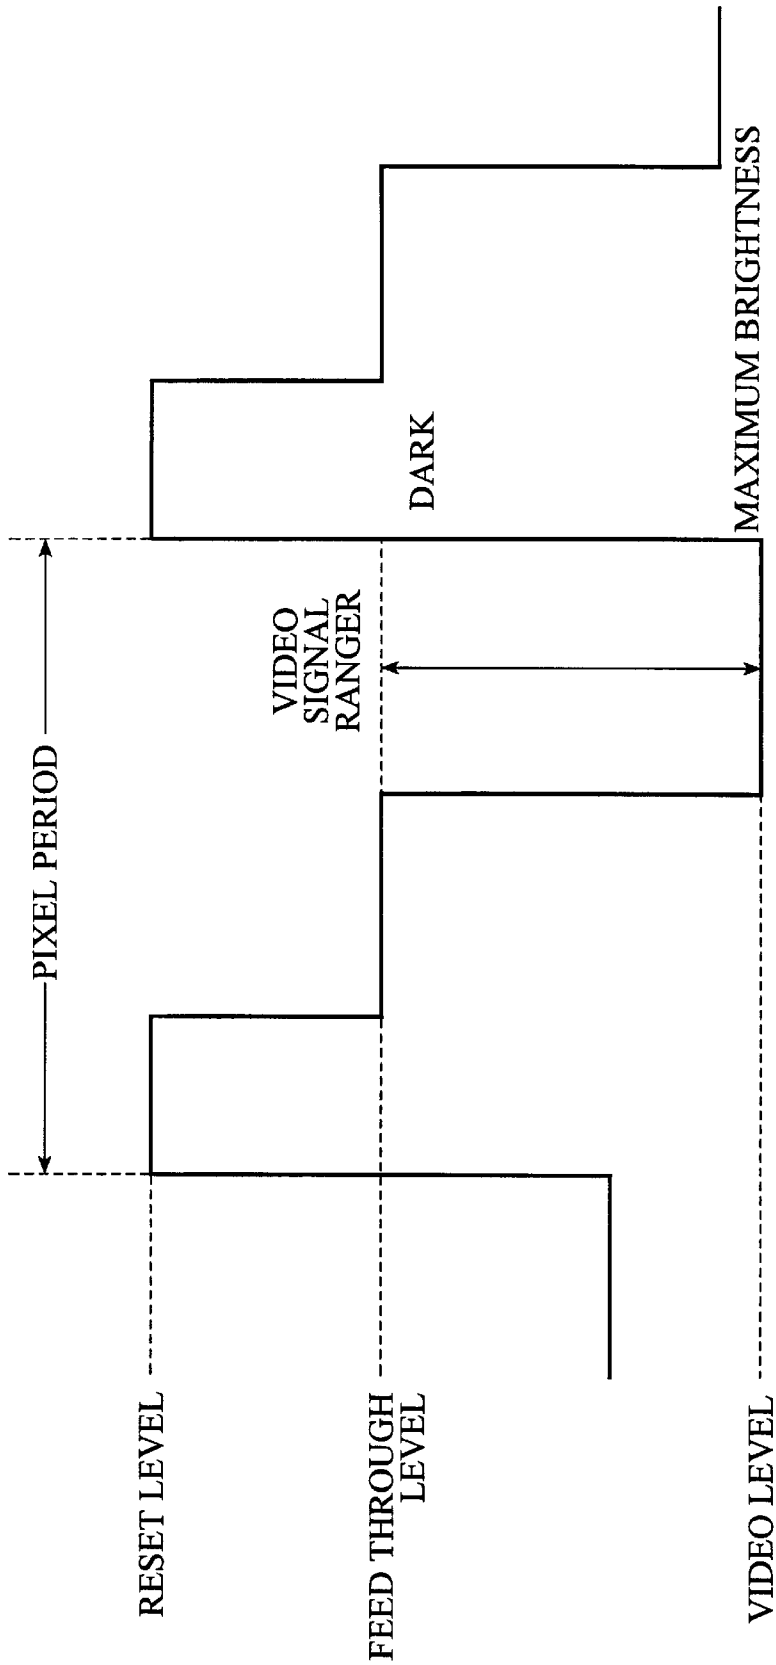 PIXEL PERIOD
RESET LEVEL
VIDEO
SIGNAL
RANGER
FEED THROUGH
LEVEL
DARK
VIDEO LEVEL
MAXIMUM BRIGHTNESS